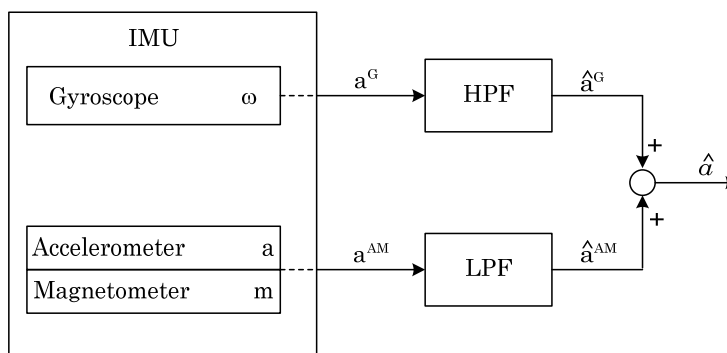 IMU
Gyroscope ω
a^G
HPF
â^G
+
â
+
Accelerometer a
a^AM
LPF
â^AM
Magnetometer m